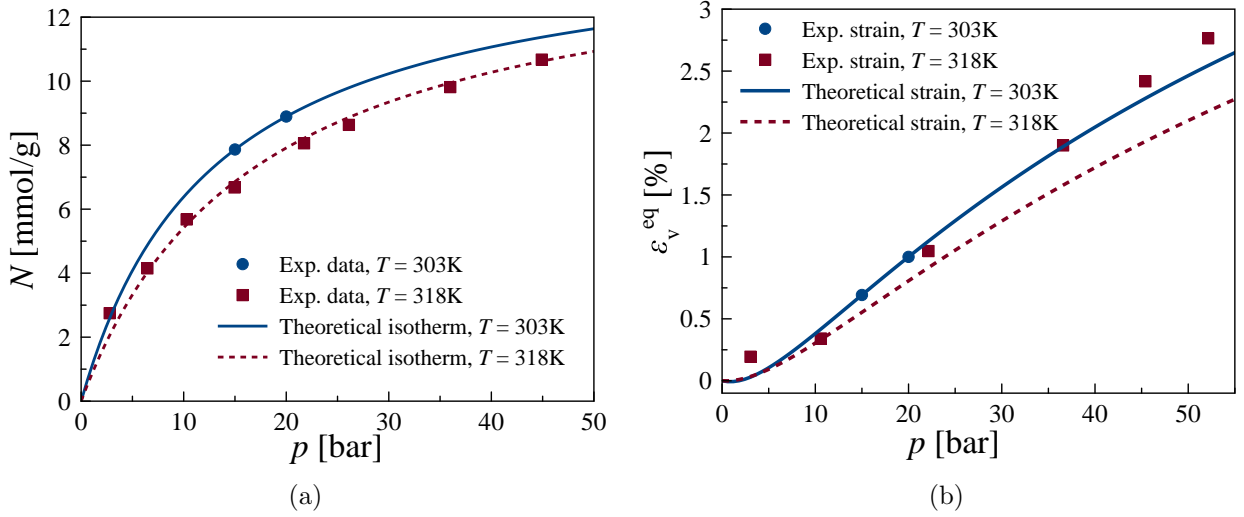 12
10
8
6
4
2
0
N [mmol/g]
Exp. data, T = 303K
Exp. data, T = 318K
Theoretical isotherm, T = 303K
Theoretical isotherm, T = 318K
0 10 20 30 40 50
p [bar]
(a)
3
2.5
2
1.5
1
0.5
0
ε_v^eq [%]
Exp. strain, T = 303K
Exp. strain, T = 318K
Theoretical strain, T = 303K
Theoretical strain, T = 318K
0 10 20 30 40 50
p [bar]
(b)